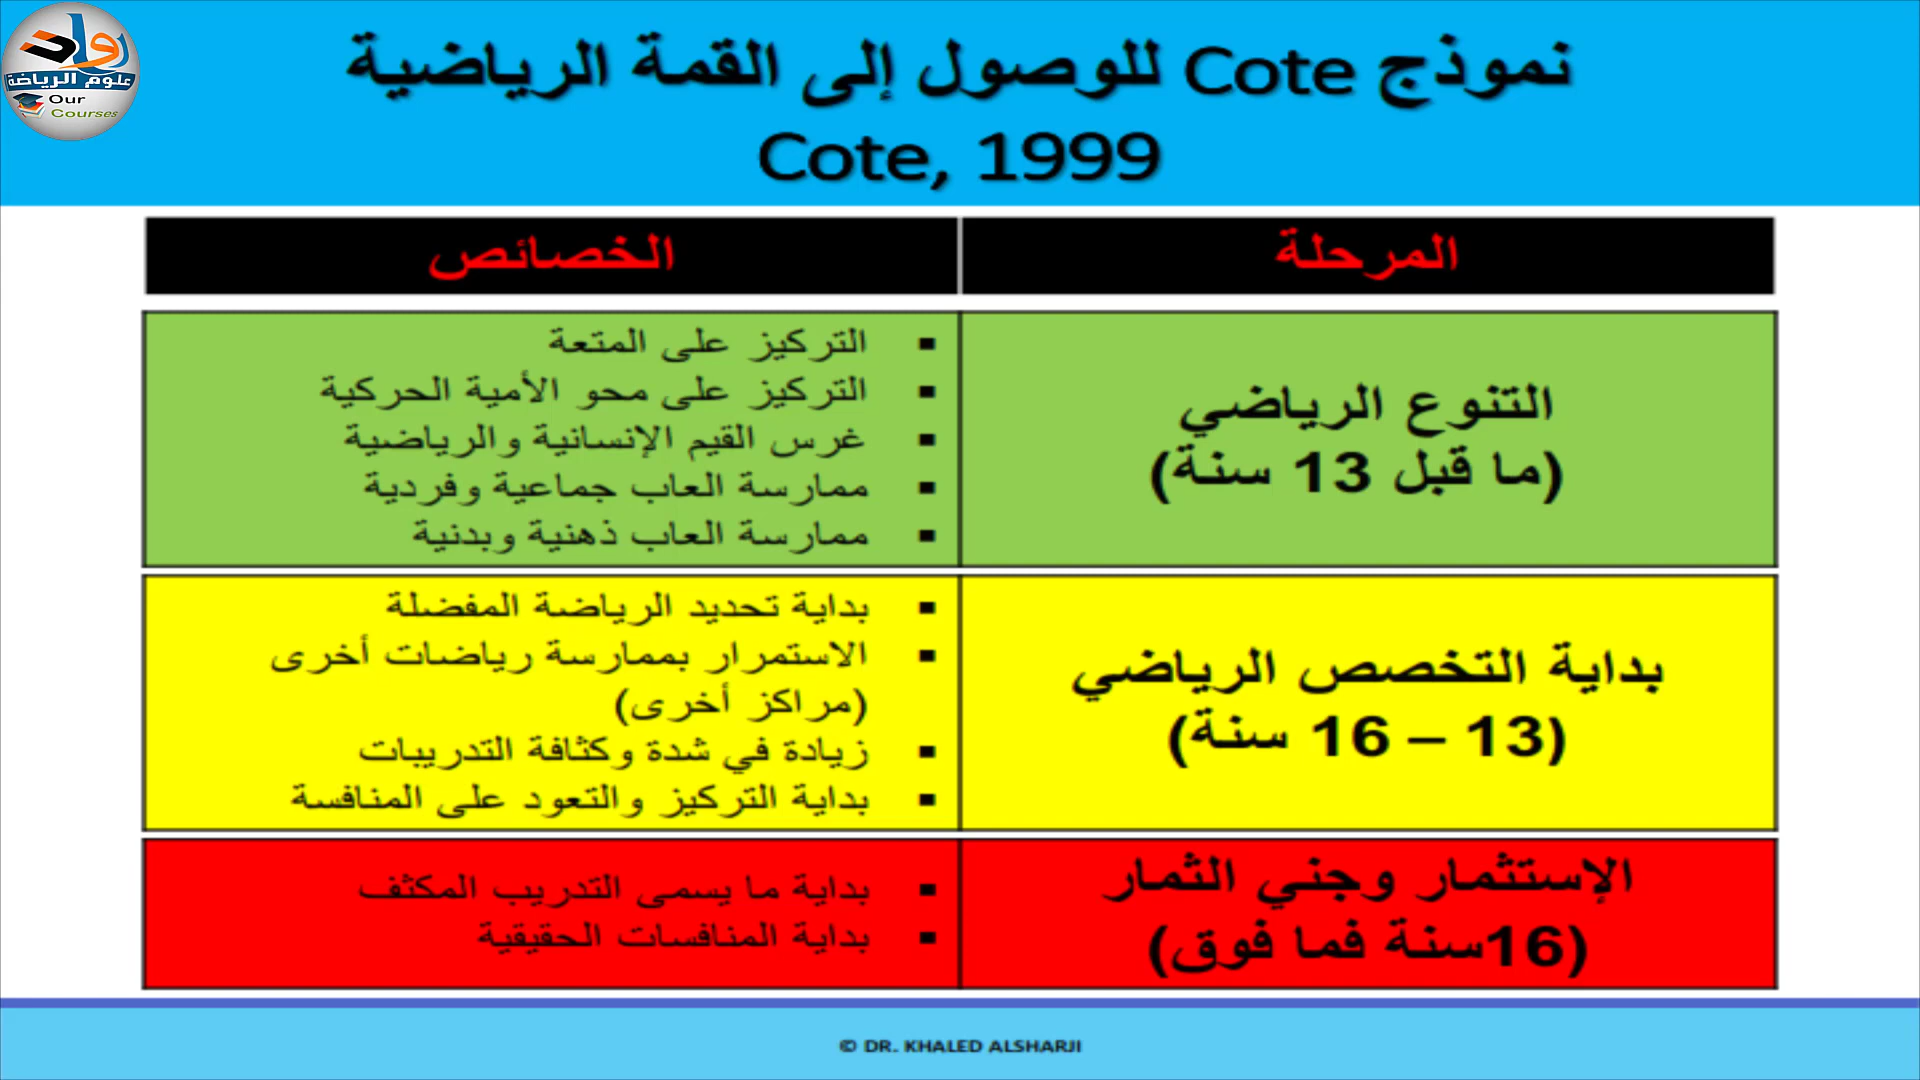 رواد
علوم الرياضة
Our
Courses
نموذج Cote للوصول إلى القمة الرياضية
Cote, 1999
المرحلة
الخصائص
التنوع الرياضي
(ما قبل 13 سنة)
▪ التركيز على المتعة
▪ التركيز على محو الأمية الحركية
▪ غرس القيم الإنسانية والرياضية
▪ ممارسة العاب جماعية وفردية
▪ ممارسة العاب ذهنية وبدنية
بداية التخصص الرياضي
(13 – 16 سنة)
▪ بداية تحديد الرياضة المفضلة
▪ الاستمرار بممارسة رياضات أخرى
(مراكز أخرى)
▪ زيادة في شدة وكثافة التدريبات
▪ بداية التركيز والتعود على المنافسة
الإستثمار وجني الثمار
(16سنة فما فوق)
▪ بداية ما يسمى التدريب المكثف
▪ بداية المنافسات الحقيقية
© DR. KHALED ALSHARJI